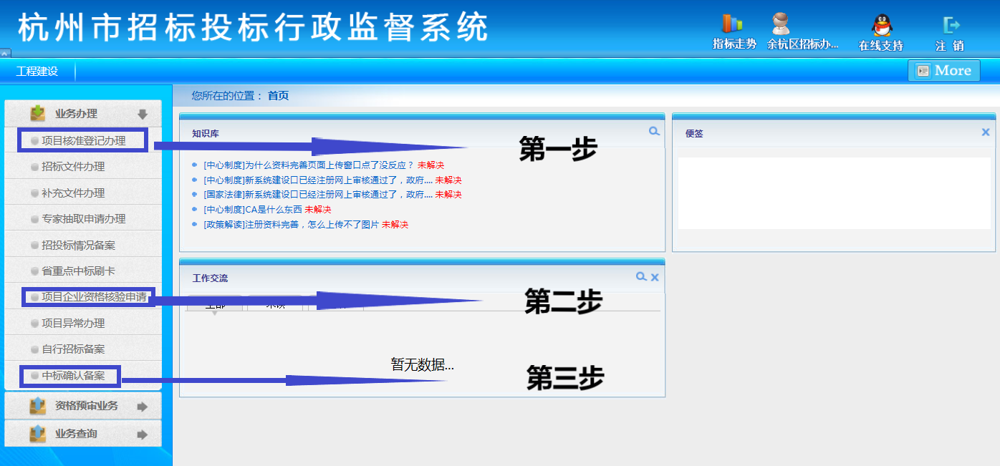 杭州市招标投标行政监督系统
指标走势
余杭区招标办...
在线支持
注 销
工程建设
More
业务办理
项目核准登记办理
招标文件办理
补充文件办理
专家抽取申请办理
招投标情况备案
省重点中标刷卡
项目企业资格核验申请
项目异常办理
自行招标备案
中标确认备案
资格预审业务
业务查询
您所在的位置： 首页
知识库
第一步
[中心制度]为什么资料完善页面上传窗口点了没反应？ 未解决
[中心制度]新系统建设口已经注册网上审核通过了，政府.... 未解决
[国家法律]新系统建设口已经注册网上审核通过了，政府.... 未解决
[中心制度]CA是什么东西 未解决
[政策解读]注册资料完善，怎么上传不了图片 未解决
便签
工作交流
第二步
暂无数据...
第三步